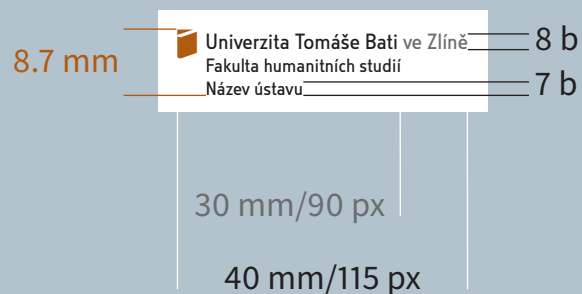 8.7 mm
Univerzita Tomáše Bati ve Zlíně
8 b
Fakulta humanitních studií
Název ústavu
7 b
30 mm/90 px
40 mm/115 px